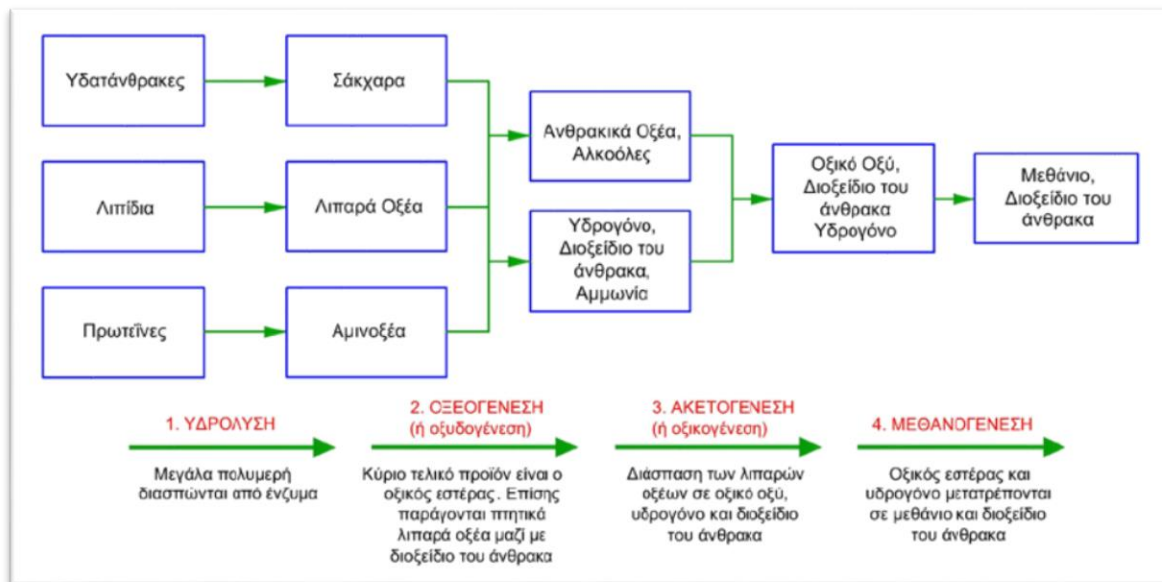 Υδατάνθρακες
Σάκχαρα
Λιπίδια
Λιπαρά Οξέα
Πρωτεΐνες
Αμινοξέα
Ανθρακικά Οξέα,
Αλκοόλες
Υδρογόνο,
Διοξείδιο του
άνθρακα,
Αμμωνία
Οξικό Οξύ,
Διοξείδιο του
άνθρακα
Υδρογόνο
Μεθάνιο,
Διοξείδιο του
άνθρακα
1. ΥΔΡΟΛΥΣΗ
Μεγάλα πολυμερή
διασπώνται από ένζυμα
2. ΟΞΕΟΓΕΝΕΣΗ
(ή οξυδογένεση)
Κύριο τελικό προϊόν είναι ο
οξικός εστέρας. Επίσης
παράγονται πτητικά
λιπαρά οξέα μαζί με
διοξείδιο του άνθρακα
3. ΑΚΕΤΟΓΕΝΕΣΗ
(ή οξικογένεση)
Διάσπαση των λιπαρών
οξέων σε οξικό οξύ,
υδρογόνο και διοξείδιο
του άνθρακα
4. ΜΕΘΑΝΟΓΕΝΕΣΗ
Οξικός εστέρας και
υδρογόνο μετατρέπονται
σε μεθάνιο και διοξείδιο
του άνθρακα